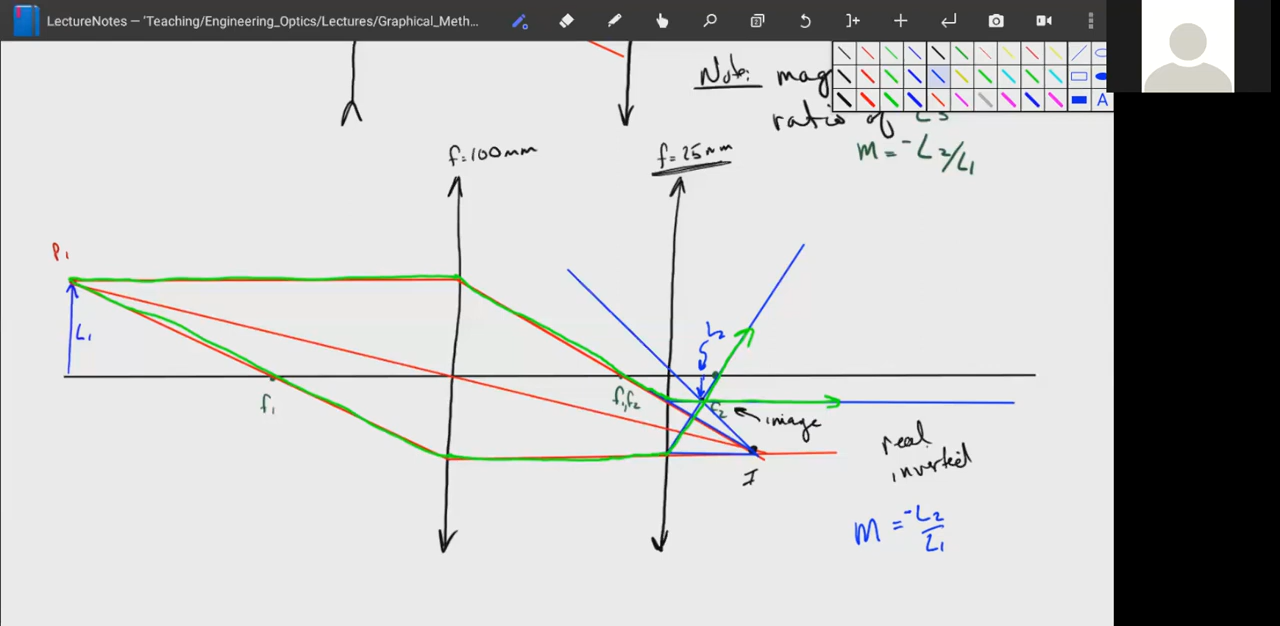 LectureNotes — 'Teaching/Engineering_Optics/Lectures/Graphical_Meth...
A
Note: mag
ratio of L's
m = -L2/L1
f=100mm
f=25mm
P1
L1
L2
f1
f1,f2
f2
image
I
real
inverted
M = -L2/L1